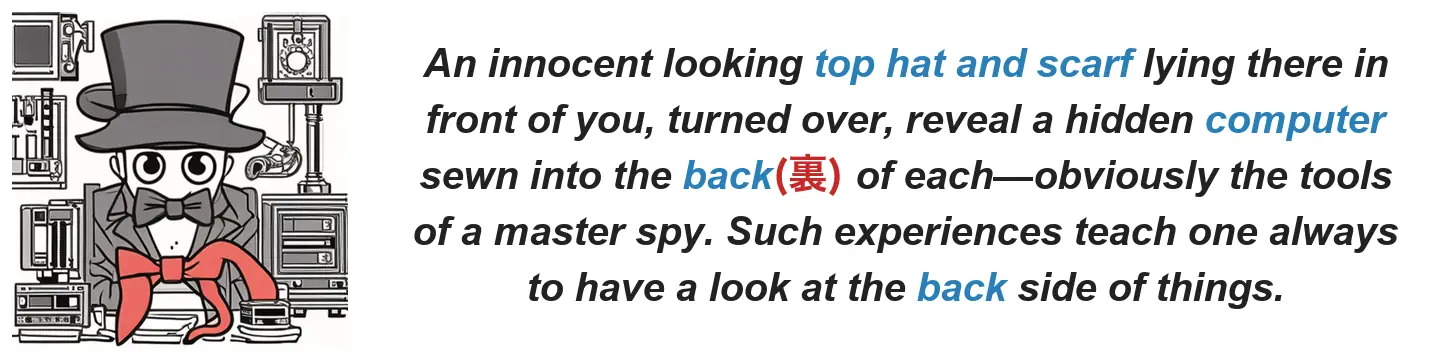 An innocent looking top hat and scarf lying there in
front of you, turned over, reveal a hidden computer
sewn into the back(裏) of each—obviously the tools
of a master spy. Such experiences teach one always
to have a look at the back side of things.